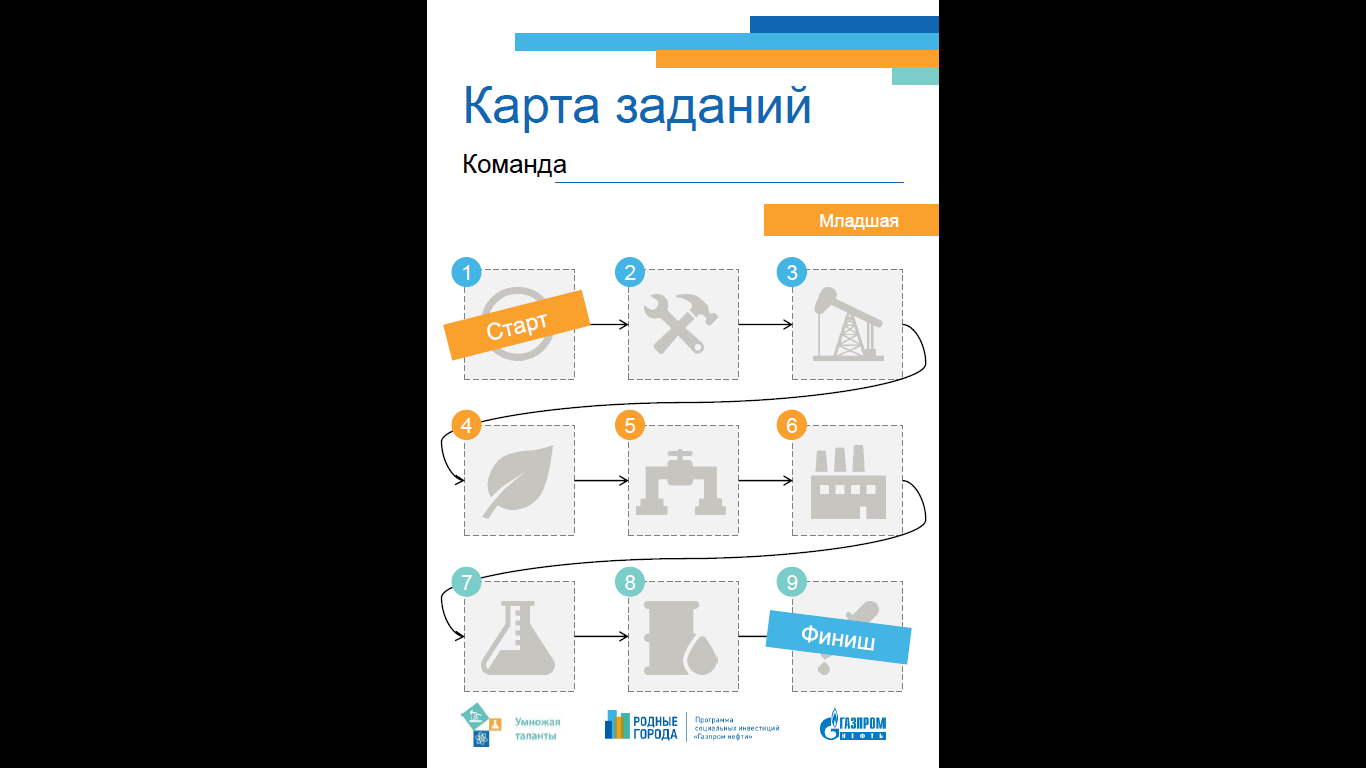 Карта заданий
Команда
Младшая
1
2
3
Старт
4
5
6
7
8
9
Финиш
Умножая
таланты
РОДНЫЕ
ГОРОДА
Программа
социальных инвестиций
«Газпром нефти»
ГАЗПРОМ
НЕФТЬ